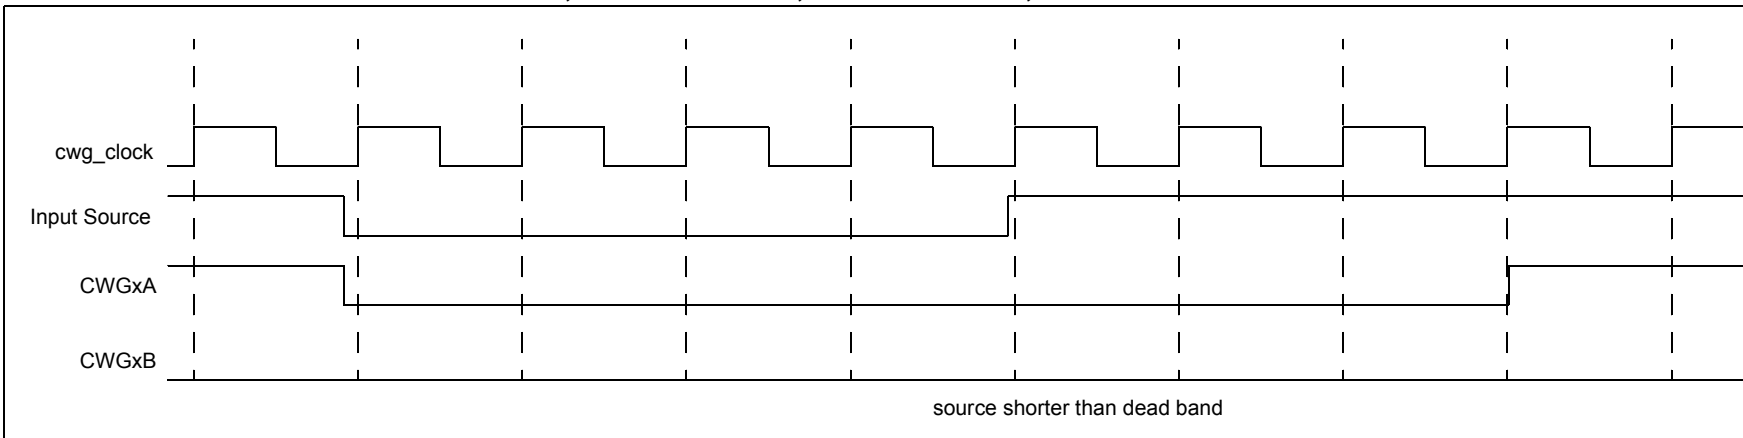 cwg_clock
Input Source
CWGxA
CWGxB
source shorter than dead band